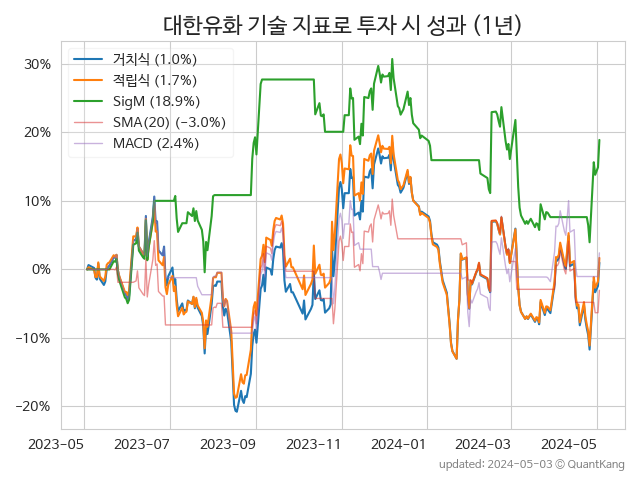 대한유화 기술 지표로 투자 시 성과 (1년)
거치식 (1.0%)
적립식 (1.7%)
SigM (18.9%)
SMA(20) (−3.0%)
MACD (2.4%)
30%
20%
10%
0%
−10%
−20%
2023-05 2023-07 2023-09 2023-11 2024-01 2024-03 2024-05
updated: 2024-05-03 ⓒ QuantKang